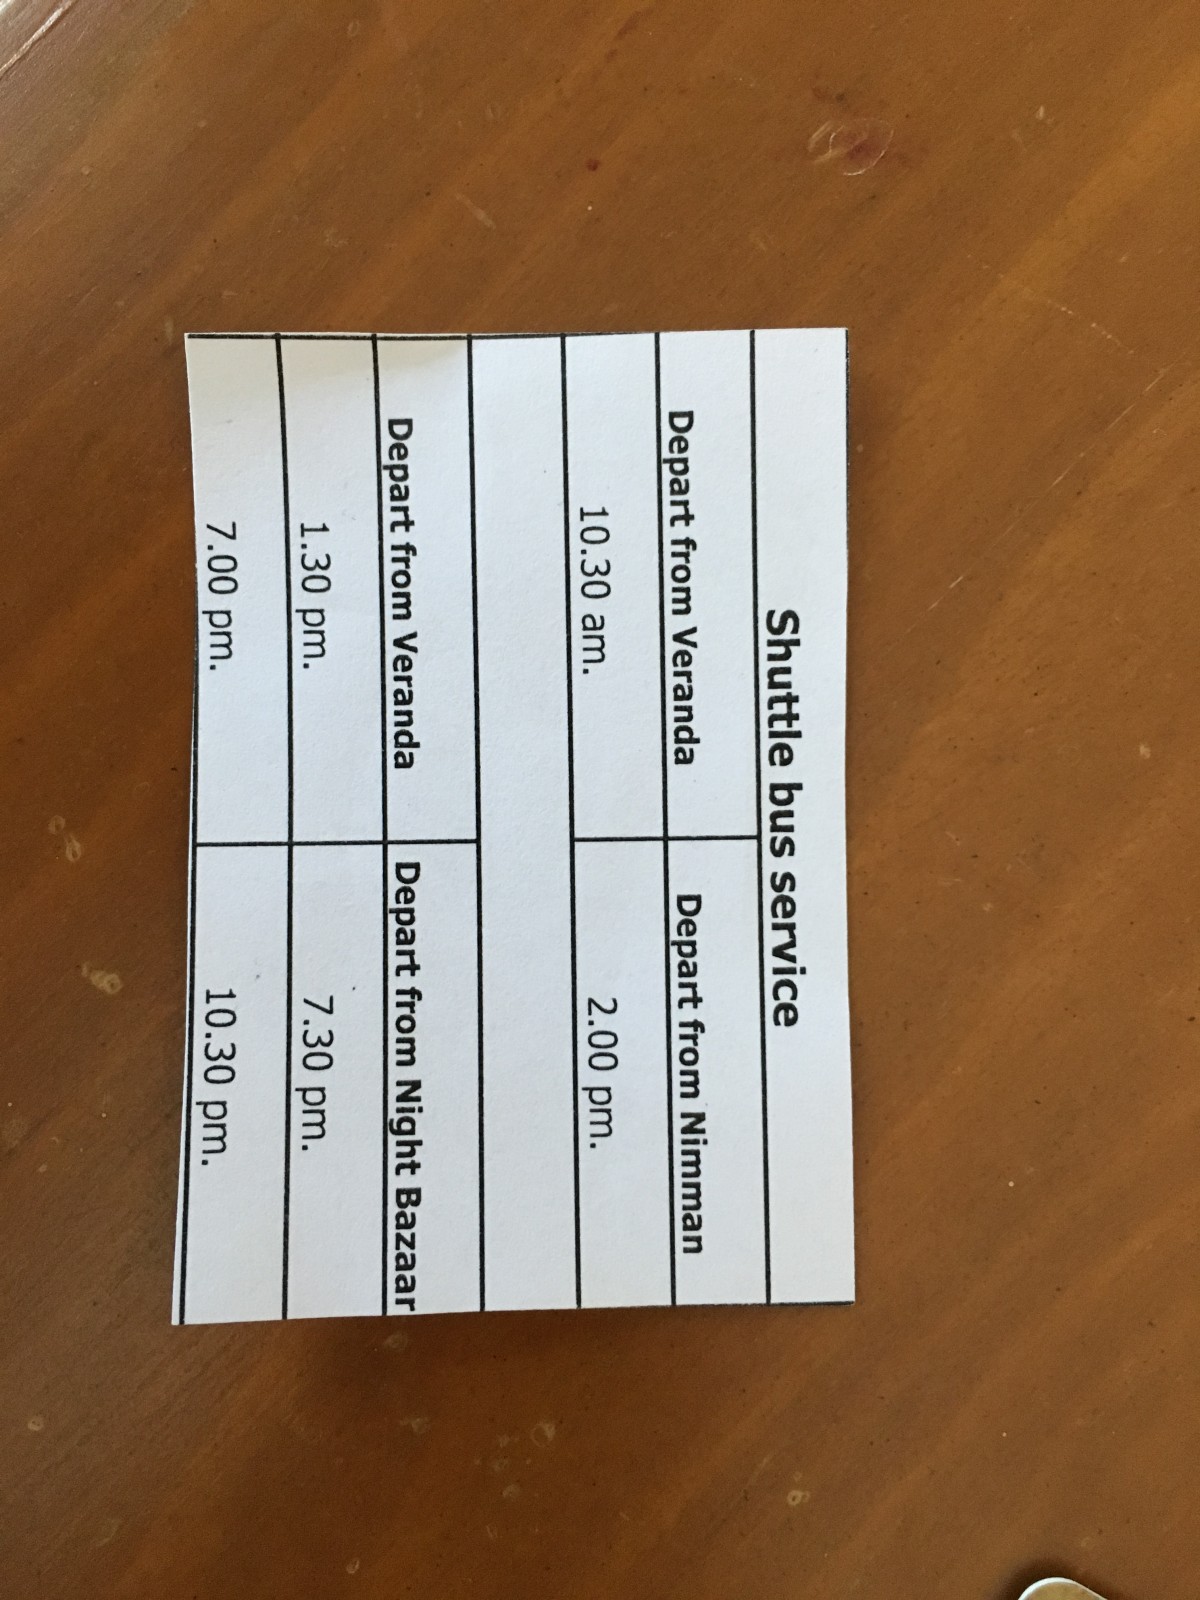 Shuttle bus service
Depart from Veranda Depart from Nimman
10.30 am. 2.00 pm.
Depart from Veranda Depart from Night Bazaar
1.30 pm. 7.30 pm.
7.00 pm. 10.30 pm.